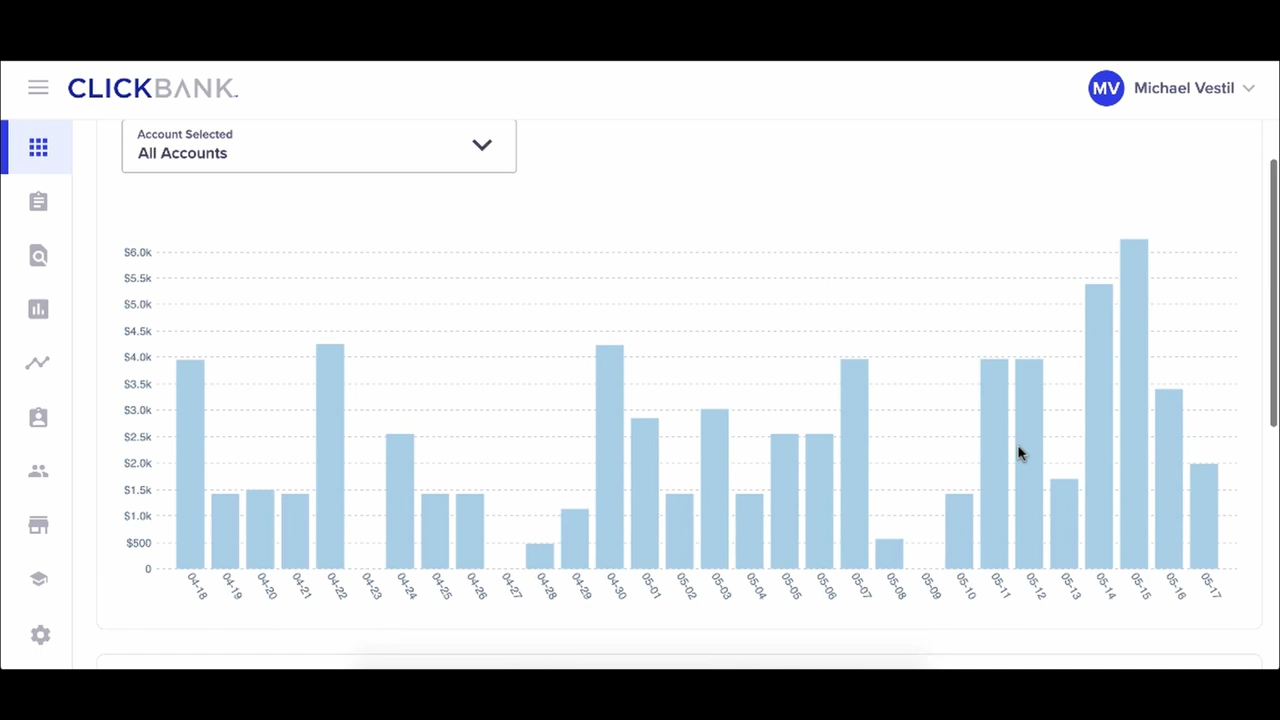 CLICKBANK
MV Michael Vestil
Account Selected
All Accounts
$6.0k
$5.5k
$5.0k
$4.5k
$4.0k
$3.5k
$3.0k
$2.5k
$2.0k
$1.5k
$1.0k
$500
0
04-18 04-19 04-20 04-21 04-22 04-23 04-24 04-25 04-26 04-27 04-28 04-29 04-30 05-01 05-02 05-03 05-04 05-05 05-06 05-07 05-08 05-09 05-10 05-11 05-12 05-13 05-14 05-15 05-16 05-17